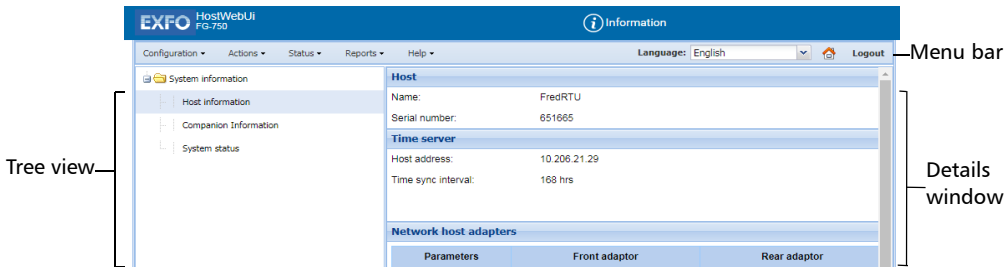 EXFO HostWebUi
FG-750
Information
Configuration Actions Status Reports Help Language: English Logout
Menu bar
System information
Host information
Companion Information
System status
Tree view
Host
Name: FredRTU
Serial number: 651665
Time server
Host address: 10.206.21.29
Time sync interval: 168 hrs
Network host adapters
Parameters Front adaptor Rear adaptor
Details
window